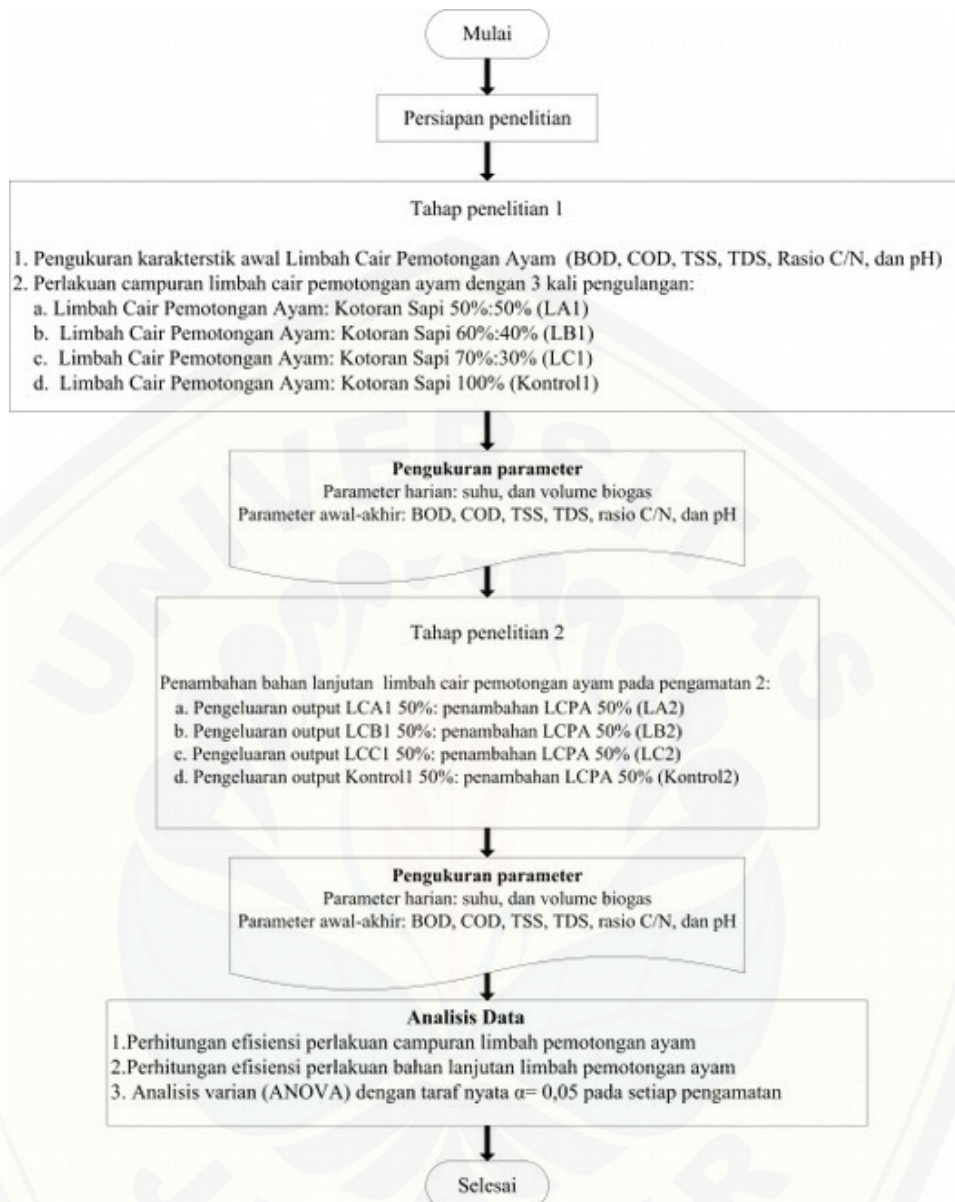 Mulai
Persiapan penelitian
Tahap penelitian 1
1. Pengukuran karakterstik awal Limbah Cair Pemotongan Ayam (BOD, COD, TSS, TDS, Rasio C/N, dan pH)
2. Perlakuan campuran limbah cair pemotongan ayam dengan 3 kali pengulangan:
a. Limbah Cair Pemotongan Ayam: Kotoran Sapi 50%:50% (LA1)
b. Limbah Cair Pemotongan Ayam: Kotoran Sapi 60%:40% (LB1)
c. Limbah Cair Pemotongan Ayam: Kotoran Sapi 70%:30% (LC1)
d. Limbah Cair Pemotongan Ayam: Kotoran Sapi 100% (Kontrol1)
Pengukuran parameter
Parameter harian: suhu, dan volume biogas
Parameter awal-akhir: BOD, COD, TSS, TDS, rasio C/N, dan pH
Tahap penelitian 2
Penambahan bahan lanjutan limbah cair pemotongan ayam pada pengamatan 2:
a. Pengeluaran output LCA1 50%: penambahan LCPA 50% (LA2)
b. Pengeluaran output LCB1 50%: penambahan LCPA 50% (LB2)
c. Pengeluaran output LCC1 50%: penambahan LCPA 50% (LC2)
d. Pengeluaran output Kontrol1 50%: penambahan LCPA 50% (Kontrol2)
Pengukuran parameter
Parameter harian: suhu, dan volume biogas
Parameter awal-akhir: BOD, COD, TSS, TDS, rasio C/N, dan pH
Analisis Data
1.Perhitungan efisiensi perlakuan campuran limbah pemotongan ayam
2.Perhitungan efisiensi perlakuan bahan lanjutan limbah pemotongan ayam
3. Analisis varian (ANOVA) dengan taraf nyata α= 0,05 pada setiap pengamatan
Selesai
UNIVERSITAS